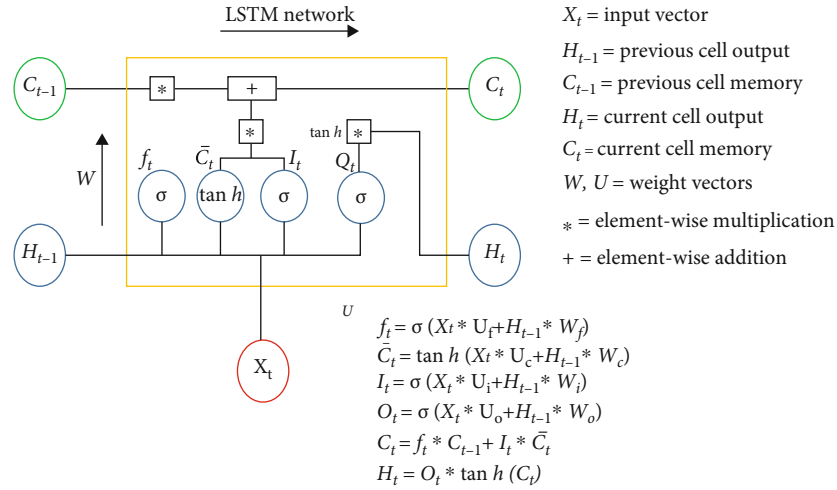 LSTM network
C_{t–1}
*
+
C_t
*
tan h
*
W
f_t
C̄_t
I_t
Q_t
σ
tan h
σ
σ
H_{t–1}
H_t
U
X_t
X_t = input vector
H_{t–1} = previous cell output
C_{t–1} = previous cell memory
H_t = current cell output
C_t = current cell memory
W, U = weight vectors
* = element-wise multiplication
+ = element-wise addition
f_t = σ (Xt * U_f+H_{t–1}* W_f)
C̄_t = tan h (Xt * U_c+H_{t–1}* W_c)
I_t = σ (X_t * U_i+H_{t–1}* W_i)
O_t = σ (X_t * U_o+H_{t–1}* W_o)
C_t = f_t * C_{t–1} + I_t * C̄_t
H_t = O_t * tan h (C_t)